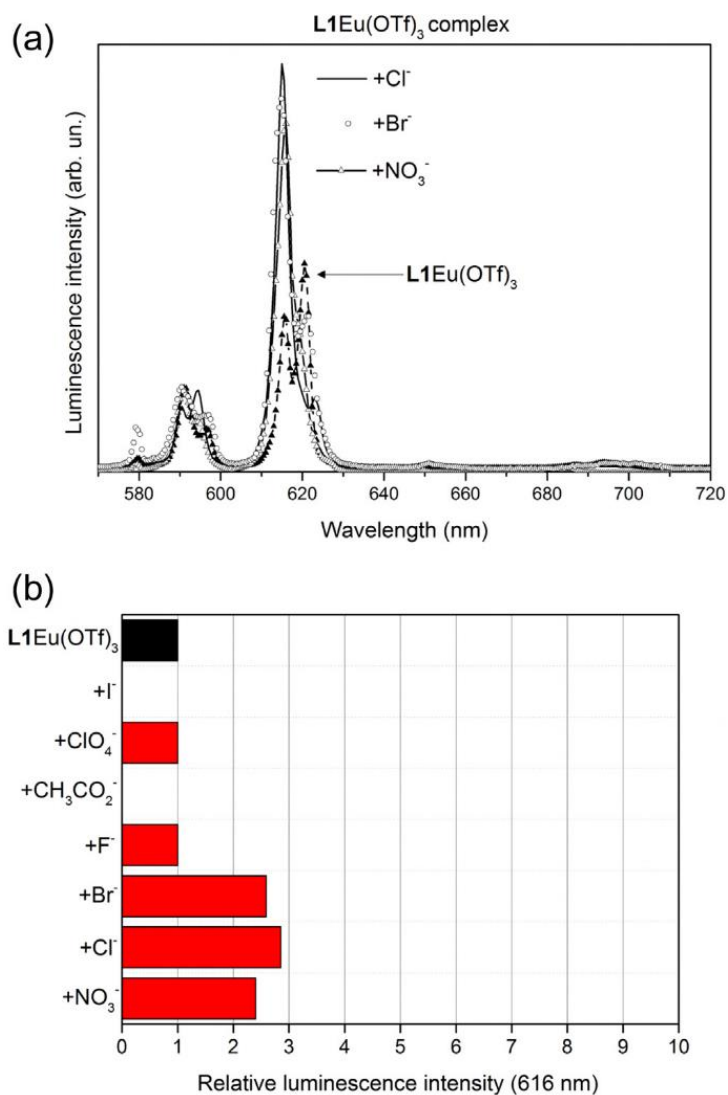 (a)
L1Eu(OTf)₃ complex
+Cl⁻
+Br⁻
+NO₃⁻
L1Eu(OTf)₃
Luminescence intensity (arb. un.)
580 600 620 640 660 680 700 720
Wavelength (nm)
(b)
L1Eu(OTf)₃
+I⁻
+ClO₄⁻
+CH₃CO₂⁻
+F⁻
+Br⁻
+Cl⁻
+NO₃⁻
0 1 2 3 4 5 6 7 8 9 10
Relative luminescence intensity (616 nm)